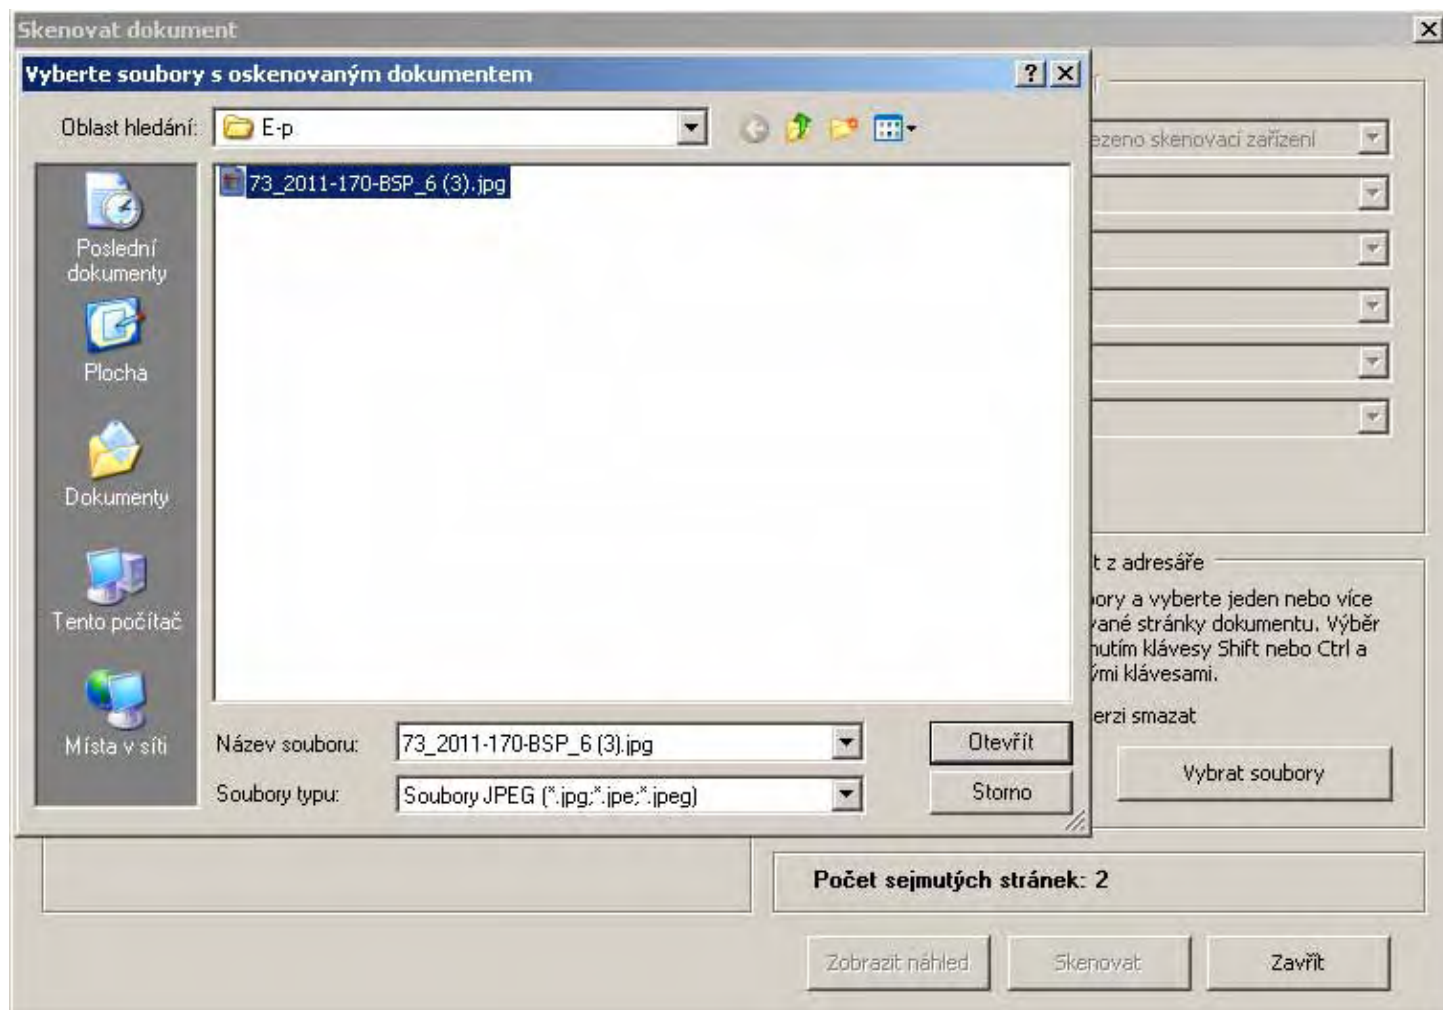 Skenovat dokument
Vyberte soubory s oskenovaným dokumentem
Oblast hledání:
E-p
73_2011-170-BSP_6 (3).jpg
Poslední
dokumenty
Plocha
Dokumenty
Tento počítač
Místa v síti
Název souboru:
73_2011-170-BSP_6 (3).jpg
Otevřít
Soubory typu:
Soubory JPEG (*.jpg;*.jpe;*.jpeg)
Storno
ezeno skenovací zařízení
t z adresáře
ory a vyberte jeden nebo více
vané stránky dokumentu. Výběr
nutím klávesy Shift nebo Ctrl a
ými klávesami.
erzi smazat
Vybrat soubory
Počet sejmutých stránek: 2
Zobrazit náhled
Skenovat
Zavřít